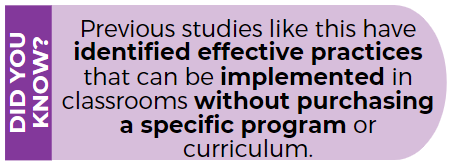 DID YOU
KNOW?
Previous studies like this have
identified effective practices
that can be implemented in
classrooms without purchasing
a specific program or
curriculum.